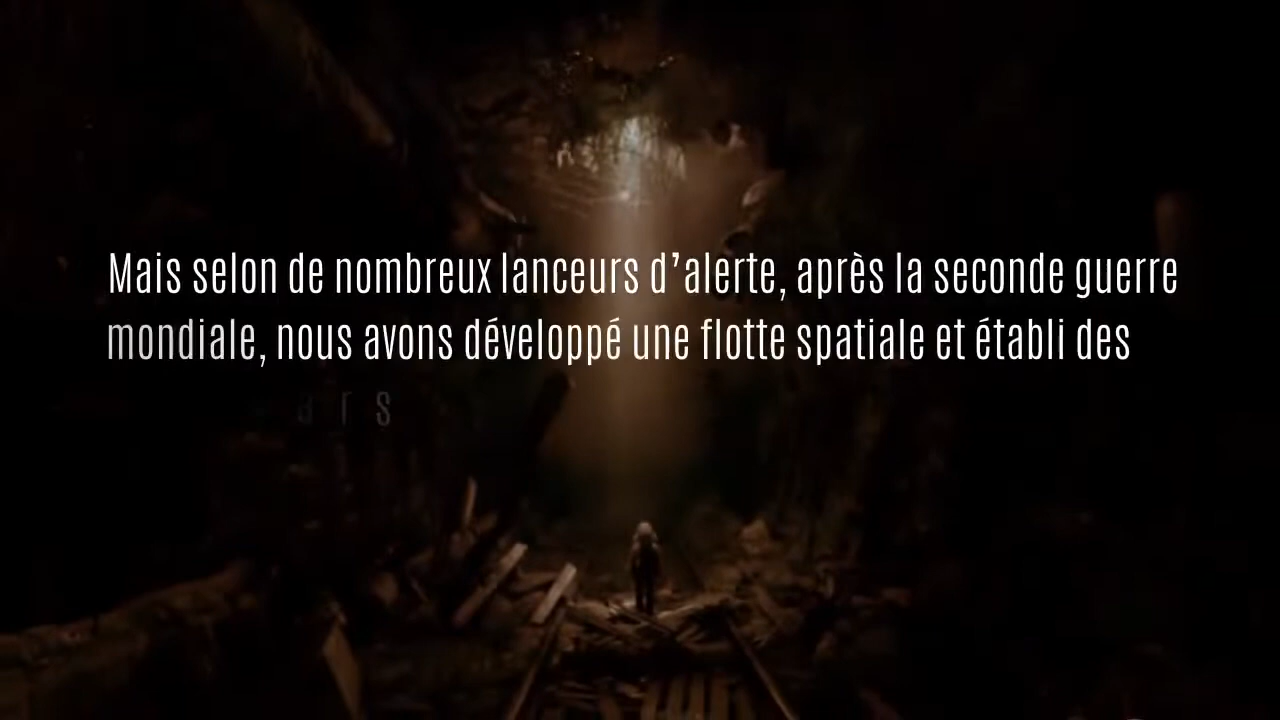 Mais selon de nombreux lanceurs d’alerte, après la seconde guerre
mondiale, nous avons développé une flotte spatiale et établi des